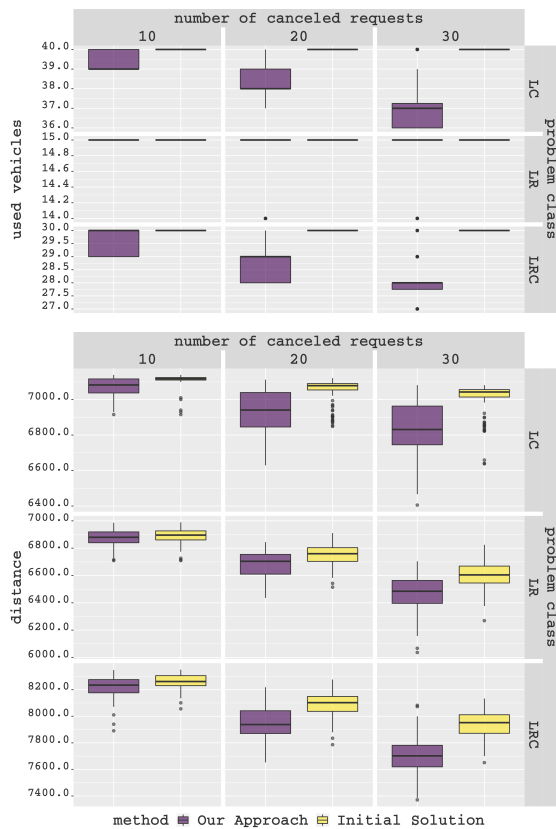 number of canceled requests
10 20 30
40.0
39.0
38.0
37.0
36.0
LC
15.0
14.8
14.6
14.4
14.2
14.0
LR
30.0
29.5
29.0
28.5
28.0
27.5
27.0
LRC
used vehicles
problem class
number of canceled requests
10 20 30
7000.0
6800.0
6600.0
6400.0
LC
7000.0
6800.0
6600.0
6400.0
6200.0
6000.0
LR
8200.0
8000.0
7800.0
7600.0
7400.0
LRC
distance
problem class
method Our Approach Initial Solution